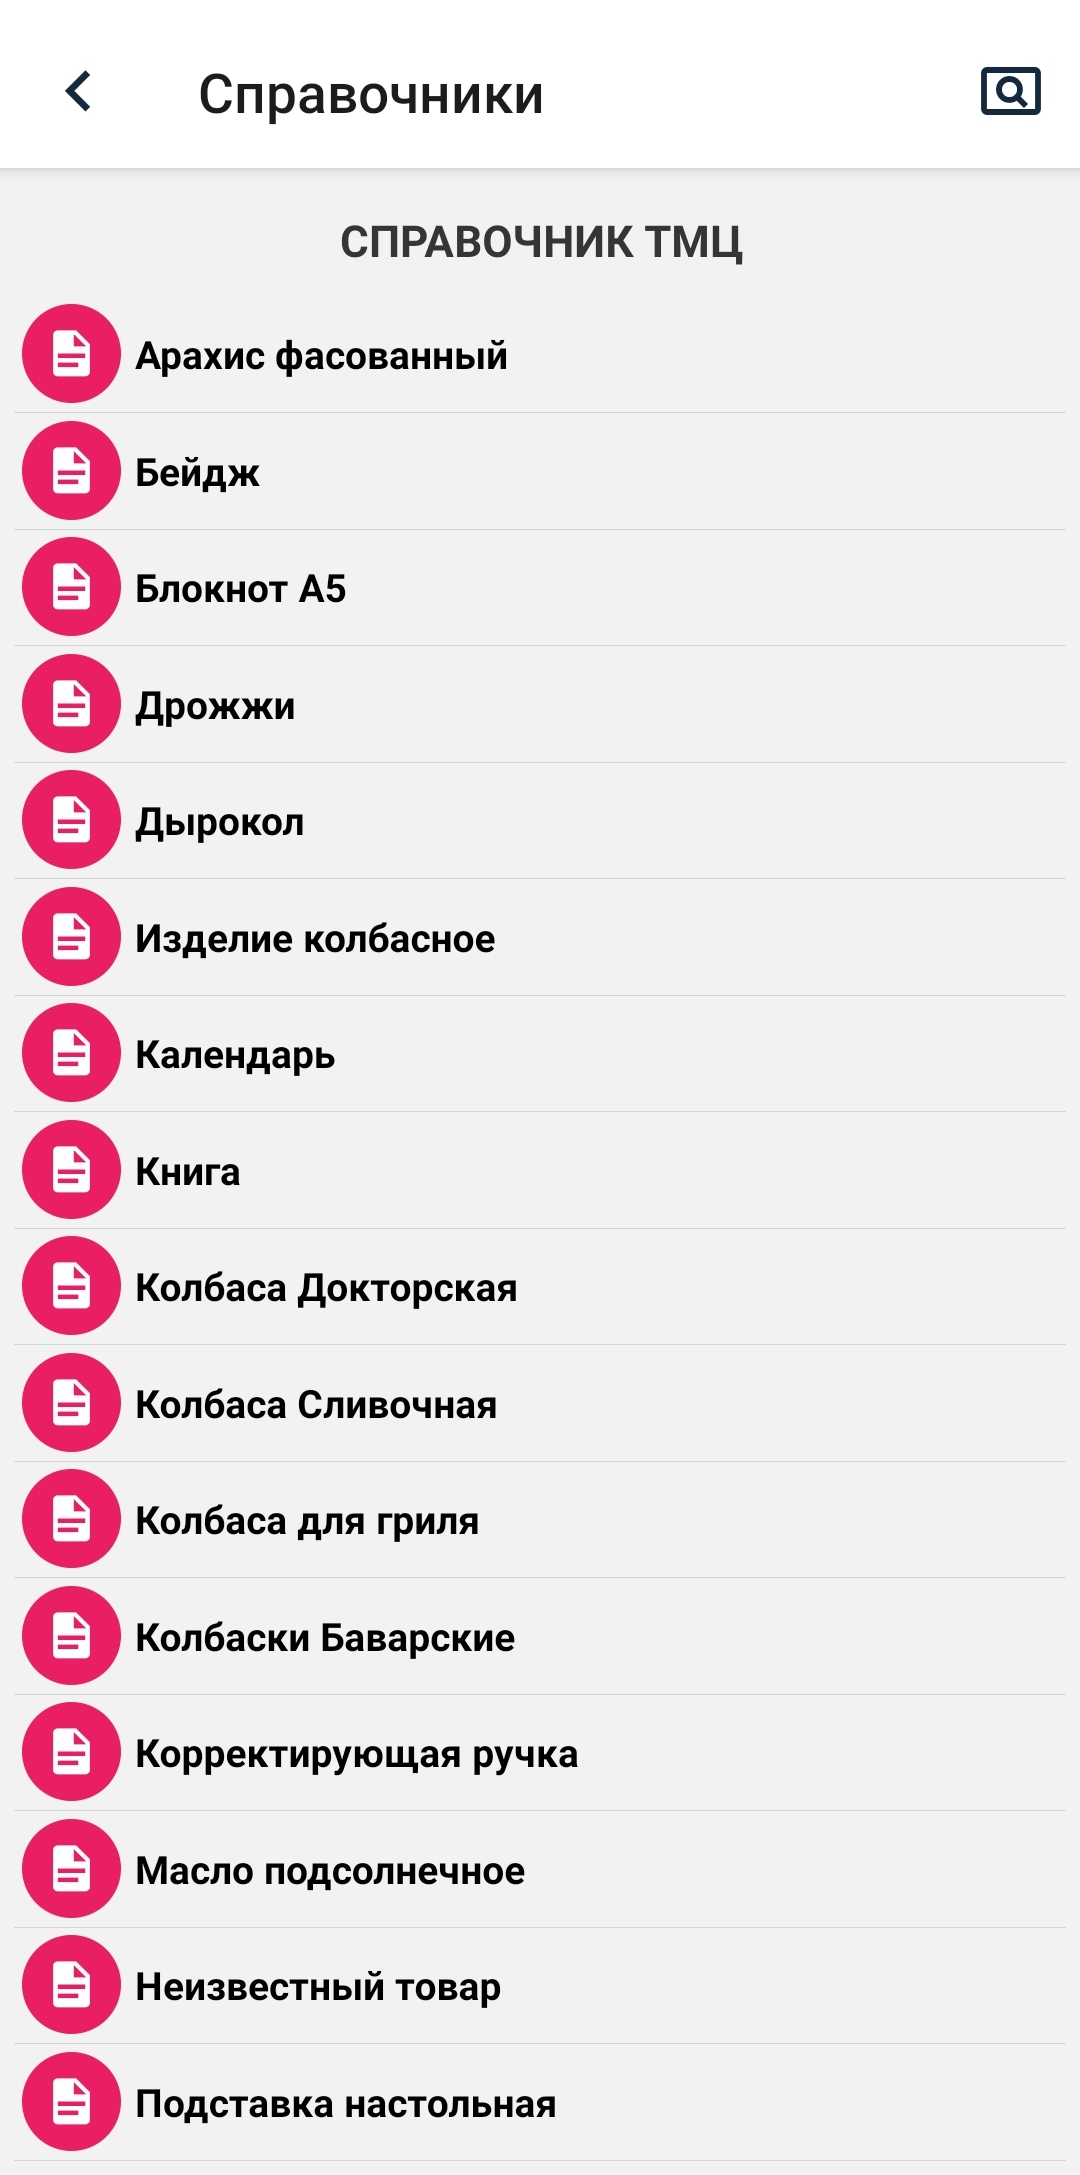 Справочники
СПРАВОЧНИК ТМЦ
Арахис фасованный
Бейдж
Блокнот А5
Дрожжи
Дырокол
Изделие колбасное
Календарь
Книга
Колбаса Докторская
Колбаса Сливочная
Колбаса для гриля
Колбаски Баварские
Корректирующая ручка
Масло подсолнечное
Неизвестный товар
Подставка настольная